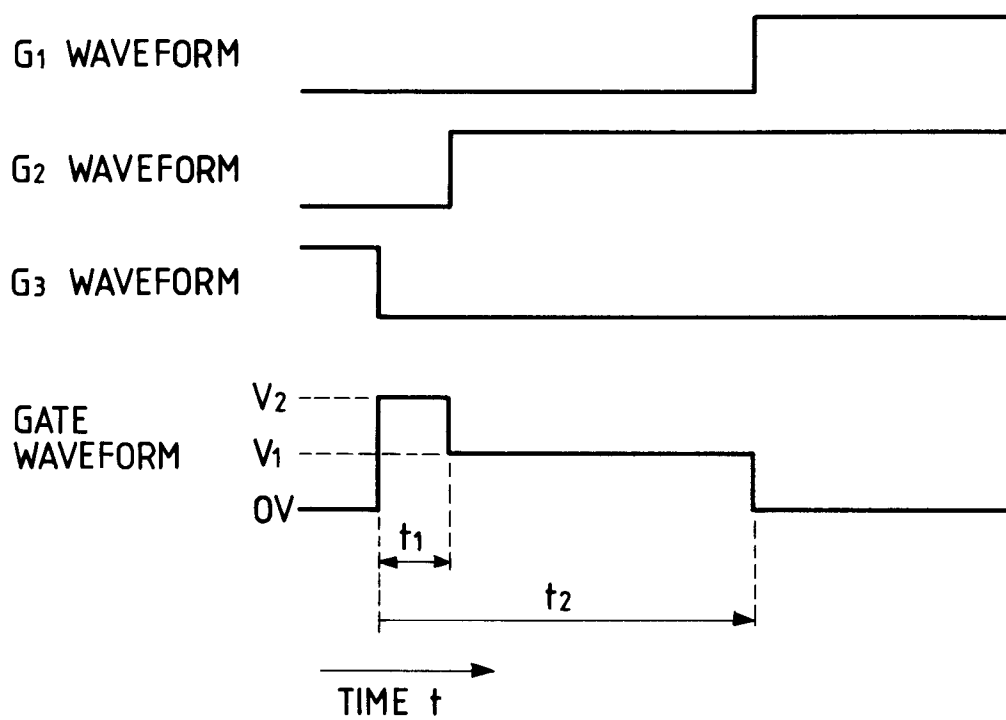 G1 WAVEFORM
G2 WAVEFORM
G3 WAVEFORM
GATE
WAVEFORM
V2
V1
0V
t1
t2
TIME t